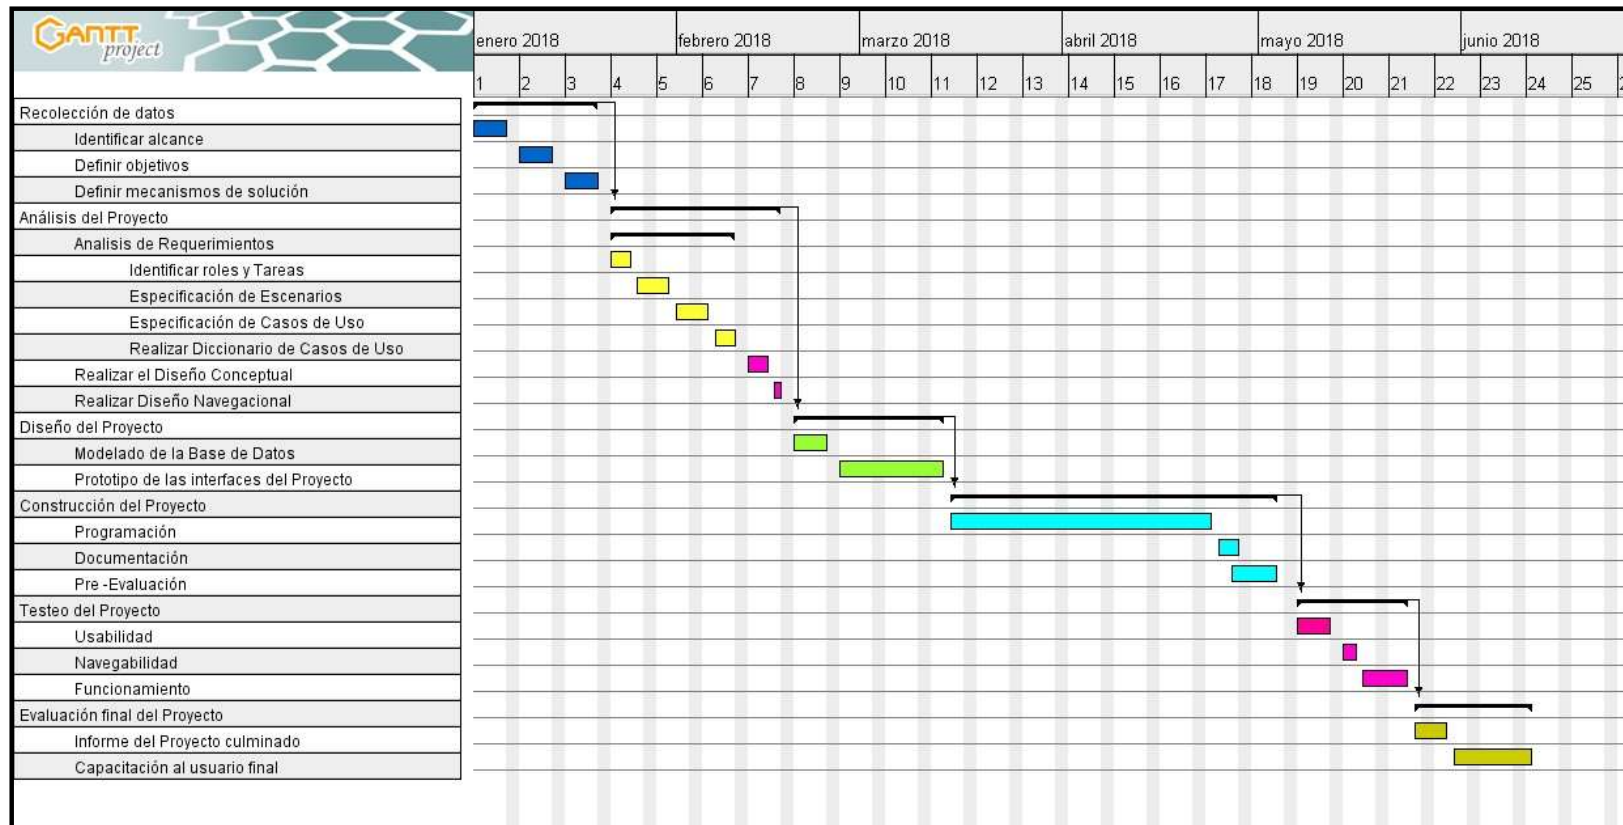 GANTT
project
enero 2018 febrero 2018 marzo 2018 abril 2018 mayo 2018 junio 2018
1 2 3 4 5 6 7 8 9 10 11 12 13 14 15 16 17 18 19 20 21 22 23 24 25
Recolección de datos
Identificar alcance
Definir objetivos
Definir mecanismos de solución
Análisis del Proyecto
Analisis de Requerimientos
Identificar roles y Tareas
Especificación de Escenarios
Especificación de Casos de Uso
Realizar Diccionario de Casos de Uso
Realizar el Diseño Conceptual
Realizar Diseño Navegacional
Diseño del Proyecto
Modelado de la Base de Datos
Prototipo de las interfaces del Proyecto
Construcción del Proyecto
Programación
Documentación
Pre -Evaluación
Testeo del Proyecto
Usabilidad
Navegabilidad
Funcionamiento
Evaluación final del Proyecto
Informe del Proyecto culminado
Capacitación al usuario final